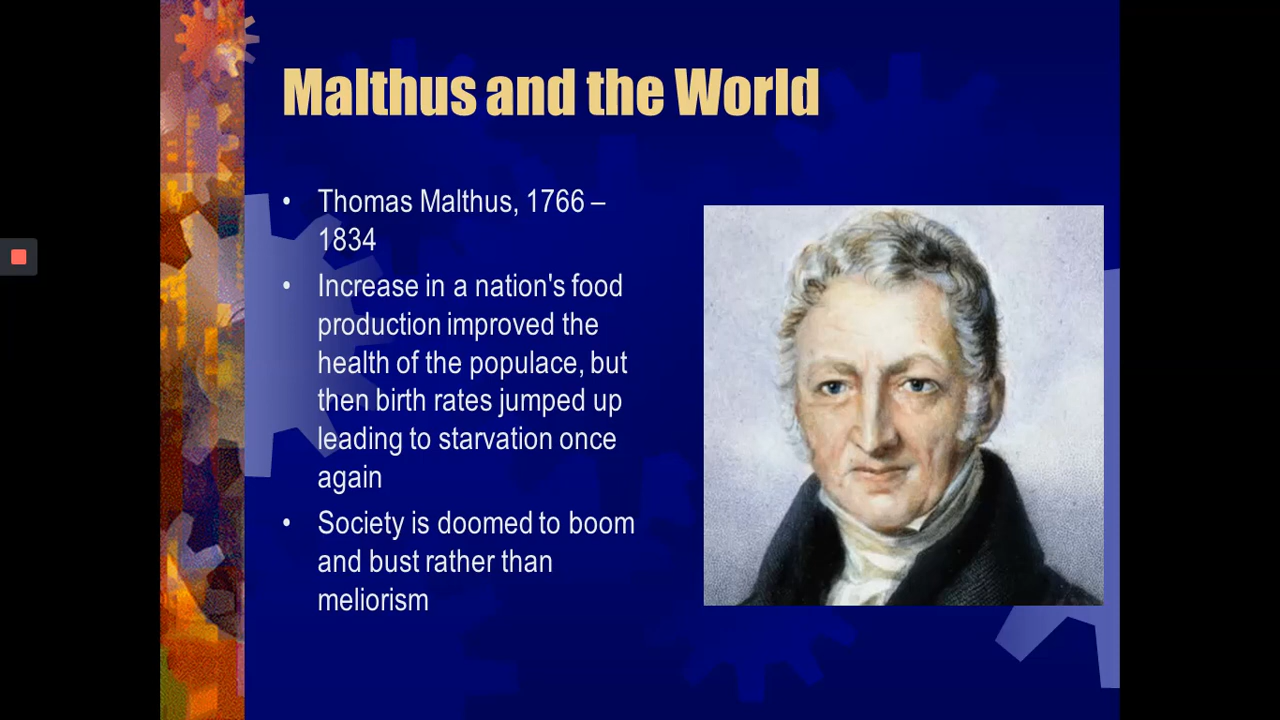 Malthus and the World
• Thomas Malthus, 1766 –
1834
• Increase in a nation's food
production improved the
health of the populace, but
then birth rates jumped up
leading to starvation once
again
• Society is doomed to boom
and bust rather than
meliorism